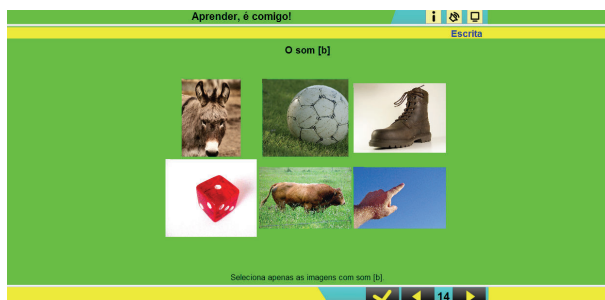 Aprender, é comigo!
Escrita
O som [b]
Seleciona apenas as imagens com som [b].
14